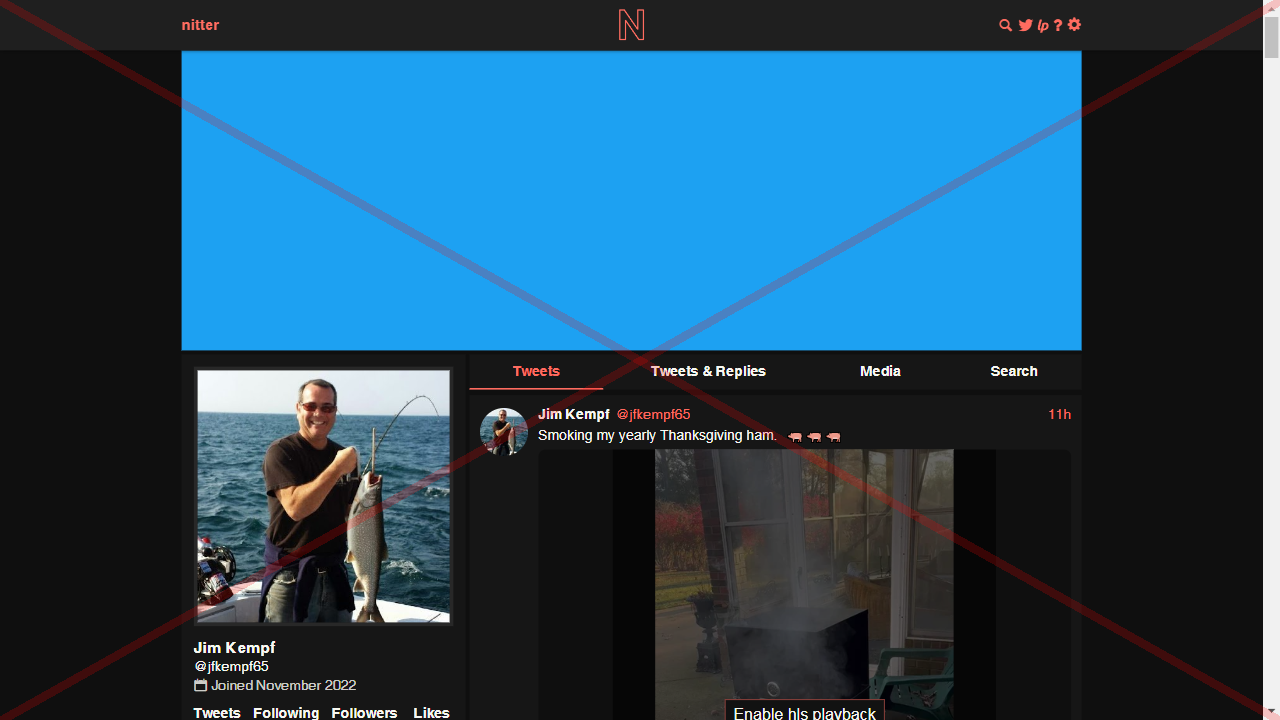 nitter
N
lp ?
Tweets Tweets & Replies Media Search
Jim Kempf @jfkempf65 11h
Smoking my yearly Thanksgiving ham. 🐖🐖🐖
Enable hls playback
Jim Kempf
@jfkempf65
Joined November 2022
Tweets Following Followers Likes